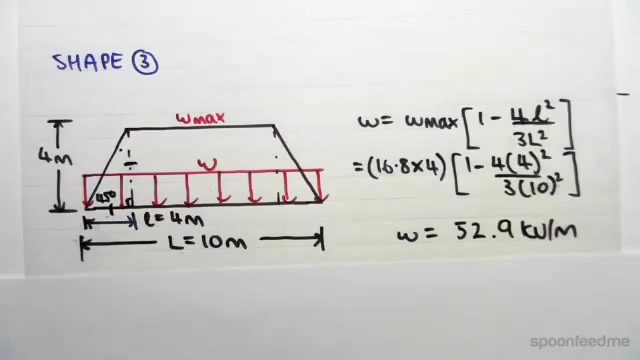 SHAPE ③
wmax
4m
w
45°
l = 4m
L = 10m
w = wmax [1 - 4l²/3L²]
= (16.8 x 4) [1 - 4(4)²/3(10)²]
w = 52.9 kN/m
spoonfeedme